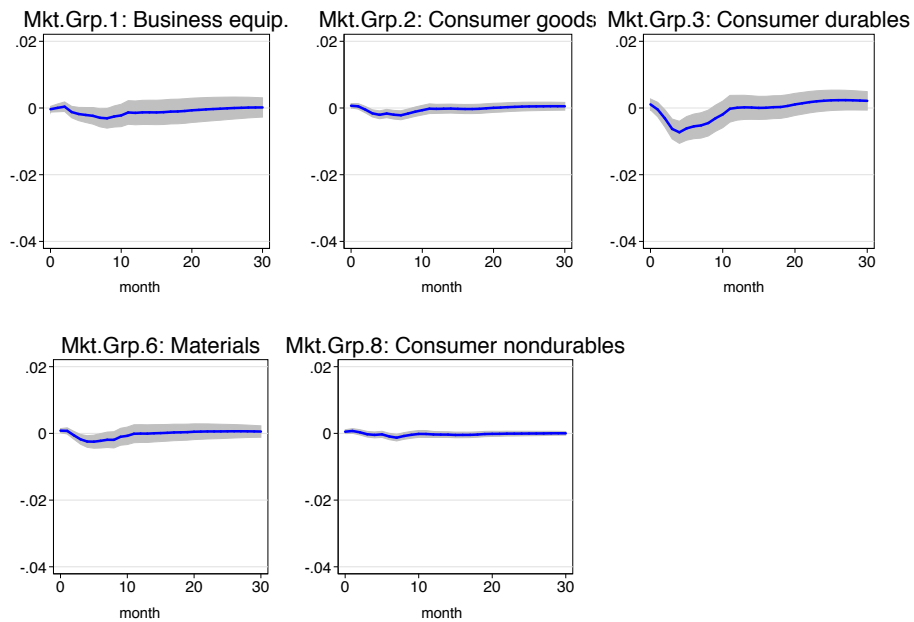 Mkt.Grp.1: Business equip.
Mkt.Grp.2: Consumer goods
Mkt.Grp.3: Consumer durables
.02
0
-.02
-.04
0 10 20 30
month
.02
0
-.02
-.04
0 10 20 30
month
.02
0
-.02
-.04
0 10 20 30
month
Mkt.Grp.6: Materials
Mkt.Grp.8: Consumer nondurables
.02
0
-.02
-.04
0 10 20 30
month
.02
0
-.02
-.04
0 10 20 30
month